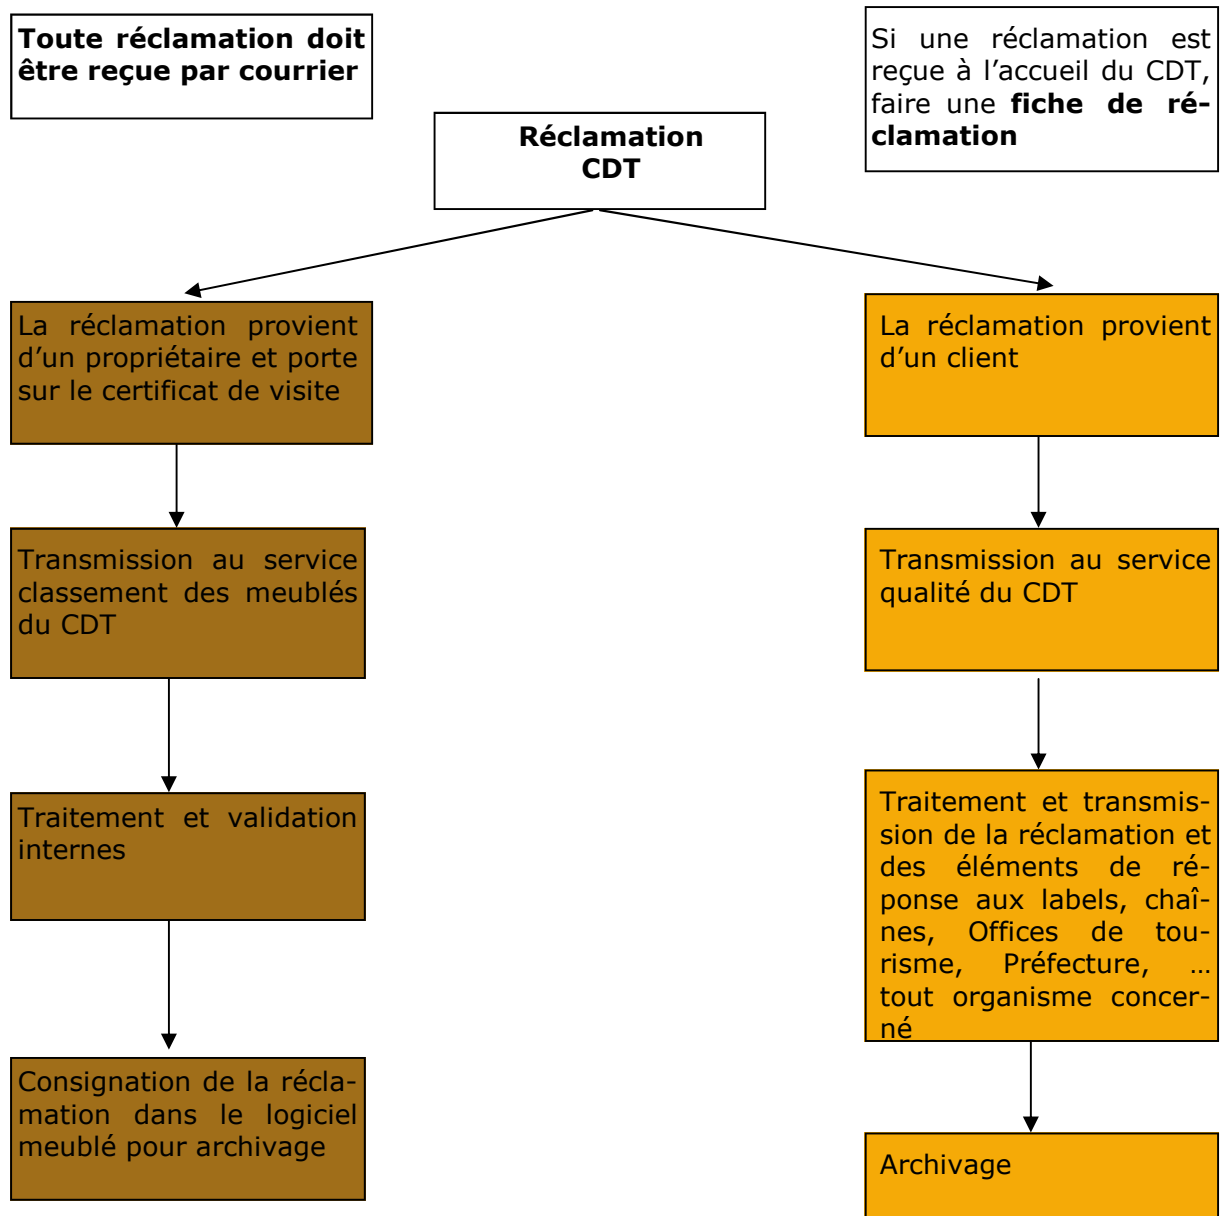 Toute réclamation doit
être reçue par courrier
Si une réclamation est
reçue à l'accueil du CDT,
faire une fiche de ré-
clamation
Réclamation
CDT
La réclamation provient
d'un propriétaire et porte
sur le certificat de visite
Transmission au service
classement des meublés
du CDT
Traitement et validation
internes
Consignation de la récla-
mation dans le logiciel
meublé pour archivage
La réclamation provient
d'un client
Transmission au service
qualité du CDT
Traitement et transmis-
sion de la réclamation et
des éléments de ré-
ponse aux labels, chaî-
nes, Offices de tou-
risme, Préfecture, …
tout organisme concer-
né
Archivage